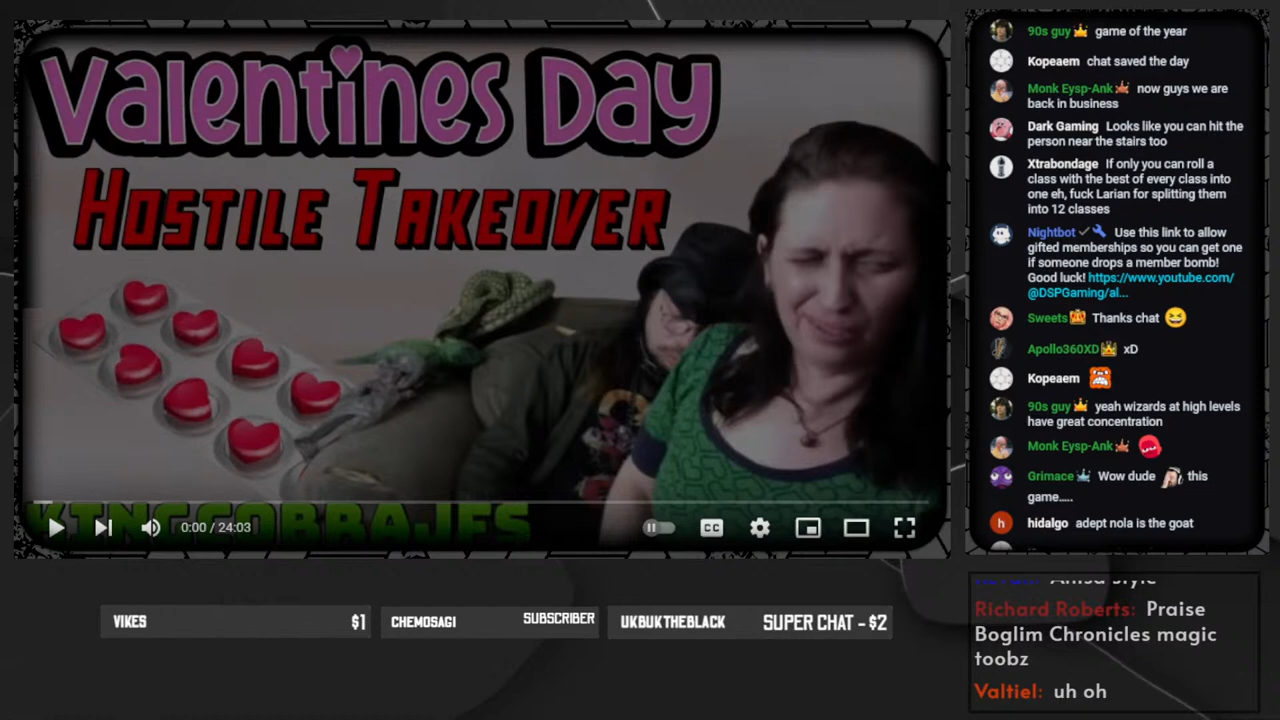 Valentines Day
Hostile Takeover
KINGCOBRAJFS
0:00 / 24:03
CC
90s guy game of the year
Kopeaem chat saved the day
Monk Eysp-Ank now guys we are
back in business
Dark Gaming Looks like you can hit the
person near the stairs too
Xtrabondage If only you can roll a
class with the best of every class into
one eh, fuck Larian for splitting them
into 12 classes
Nightbot Use this link to allow
gifted memberships so you can get one
if someone drops a member bomb!
Good luck! https://www.youtube.com/
@DSPGaming/al...
Sweets Thanks chat
Apollo360XD xD
Kopeaem
90s guy yeah wizards at high levels
have great concentration
Monk Eysp-Ank
Grimace Wow dude this
game.....
h
hidalgo adept nola is the goat
VIKES $1
CHEMOSAGI SUBSCRIBER
UKBUKTHEBLACK SUPER CHAT - $2
Richard Roberts: Praise
Boglim Chronicles magic
toobz
Valtiel: uh oh